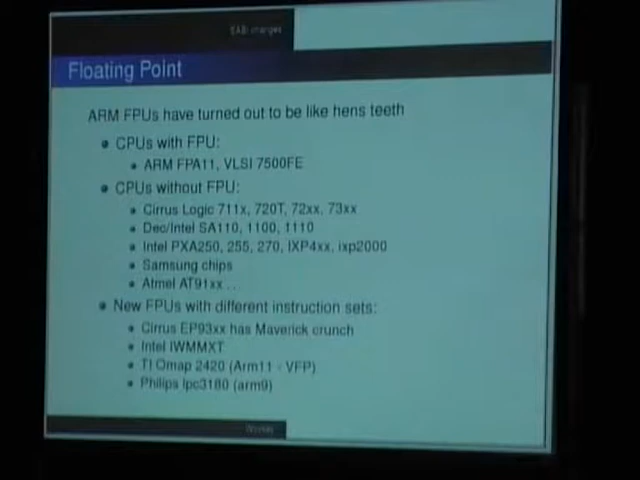 EABI changes
Floating Point
ARM FPUs have turned out to be like hens teeth
CPUs with FPU:
ARM FPA11, VLSI 7500FE
CPUs without FPU:
Cirrus Logic 711x, 720T, 72xx, 73xx
Dec/Intel SA110, 1100, 1110
Intel PXA250, 255, 270, IXP4xx, ixp2000
Samsung chips
Atmel AT91xx...
New FPUs with different instruction sets:
Cirrus EP93xx has Maverick crunch
Intel IWMMXT
TI Omap 2420 (Arm11 - VFP)
Philips lpc3180 (arm9)